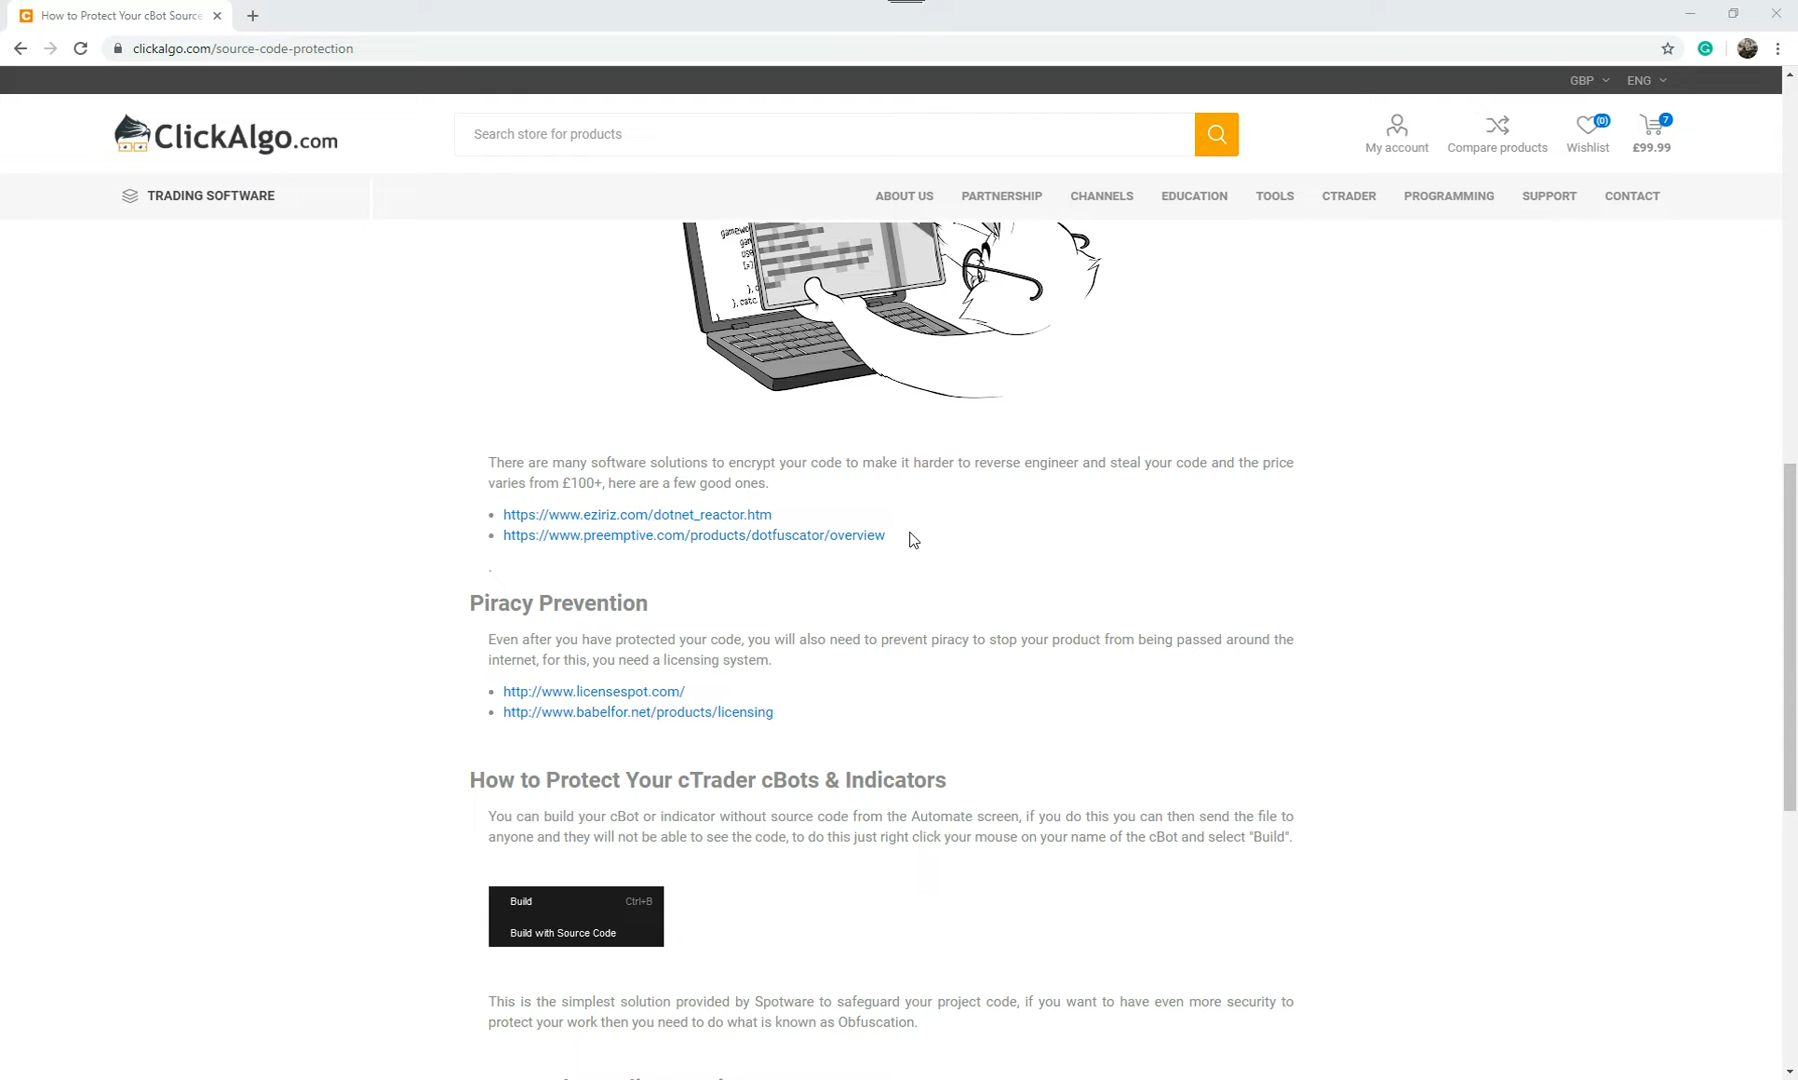 How to Protect Your cBot Source
clickalgo.com/source-code-protection
GBP ENG
ClickAlgo.com
Search store for products
My account
Compare products
(0)
Wishlist
7
£99.99
TRADING SOFTWARE
ABOUT US PARTNERSHIP CHANNELS EDUCATION TOOLS CTRADER PROGRAMMING SUPPORT CONTACT
There are many software solutions to encrypt your code to make it harder to reverse engineer and steal your code and the price
varies from £100+, here are a few good ones.
• https://www.eziriz.com/dotnet_reactor.htm
• https://www.preemptive.com/products/dotfuscator/overview
.
Piracy Prevention
Even after you have protected your code, you will also need to prevent piracy to stop your product from being passed around the
internet, for this, you need a licensing system.
• http://www.licensespot.com/
• http://www.babelfor.net/products/licensing
How to Protect Your cTrader cBots & Indicators
You can build your cBot or indicator without source code from the Automate screen, if you do this you can then send the file to
anyone and they will not be able to see the code, to do this just right click your mouse on your name of the cBot and select "Build".
Build Ctrl+B
Build with Source Code
This is the simplest solution provided by Spotware to safeguard your project code, if you want to have even more security to
protect your work then you need to do what is known as Obfuscation.